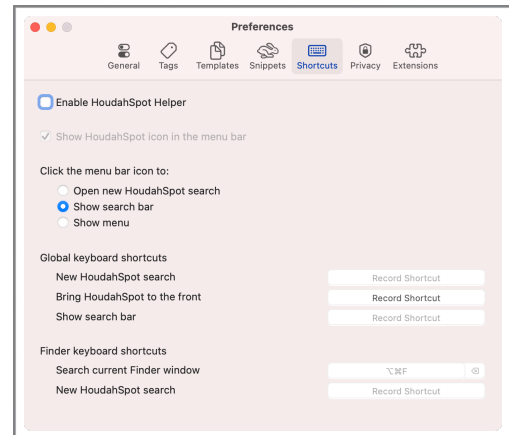 Preferences
General Tags Templates Snippets Shortcuts Privacy Extensions
Enable HoudahSpot Helper
Show HoudahSpot icon in the menu bar
Click the menu bar icon to:
Open new HoudahSpot search
Show search bar
Show menu
Global keyboard shortcuts
New HoudahSpot search Record Shortcut
Bring HoudahSpot to the front Record Shortcut
Show search bar Record Shortcut
Finder keyboard shortcuts
Search current Finder window ⌥⌘F
New HoudahSpot search Record Shortcut